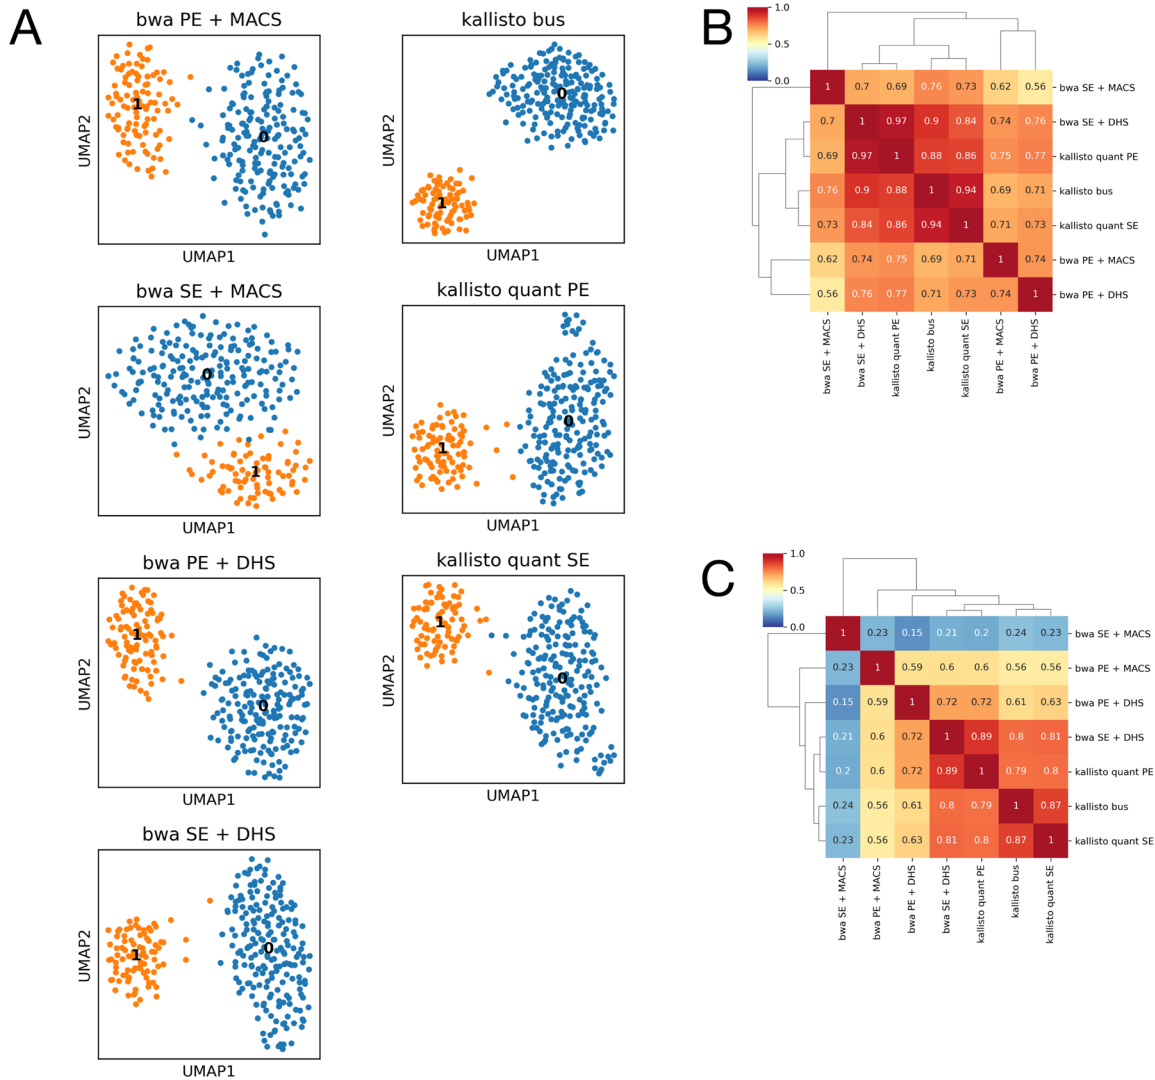 A
bwa PE + MACS
1
0
UMAP2
UMAP1
kallisto bus
0
1
UMAP2
UMAP1
bwa SE + MACS
0
1
UMAP2
UMAP1
kallisto quant PE
0
1
UMAP2
UMAP1
bwa PE + DHS
1
0
UMAP2
UMAP1
kallisto quant SE
1
0
UMAP2
UMAP1
bwa SE + DHS
1
0
UMAP2
UMAP1
B
1.0
0.5
0.0
1 0.7 0.69 0.76 0.73 0.62 0.56 bwa SE + MACS
0.7 1 0.97 0.9 0.84 0.74 0.76 bwa SE + DHS
0.69 0.97 1 0.88 0.86 0.75 0.77 kallisto quant PE
0.76 0.9 0.88 1 0.94 0.69 0.71 kallisto bus
0.73 0.84 0.86 0.94 1 0.71 0.73 kallisto quant SE
0.62 0.74 0.75 0.69 0.71 1 0.74 bwa PE + MACS
0.56 0.76 0.77 0.71 0.73 0.74 1 bwa PE + DHS
bwa SE + MACS
bwa SE + DHS
kallisto quant PE
kallisto bus
kallisto quant SE
bwa PE + MACS
bwa PE + DHS
C
1.0
0.5
0.0
1 0.23 0.15 0.21 0.2 0.24 0.23 bwa SE + MACS
0.23 1 0.59 0.6 0.6 0.56 0.56 bwa PE + MACS
0.15 0.59 1 0.72 0.72 0.61 0.63 bwa PE + DHS
0.21 0.6 0.72 1 0.89 0.8 0.81 bwa SE + DHS
0.2 0.6 0.72 0.89 1 0.79 0.8 kallisto quant PE
0.24 0.56 0.61 0.8 0.79 1 0.87 kallisto bus
0.23 0.56 0.63 0.81 0.8 0.87 1 kallisto quant SE
bwa SE + MACS
bwa PE + MACS
bwa PE + DHS
bwa SE + DHS
kallisto quant PE
kallisto bus
kallisto quant SE